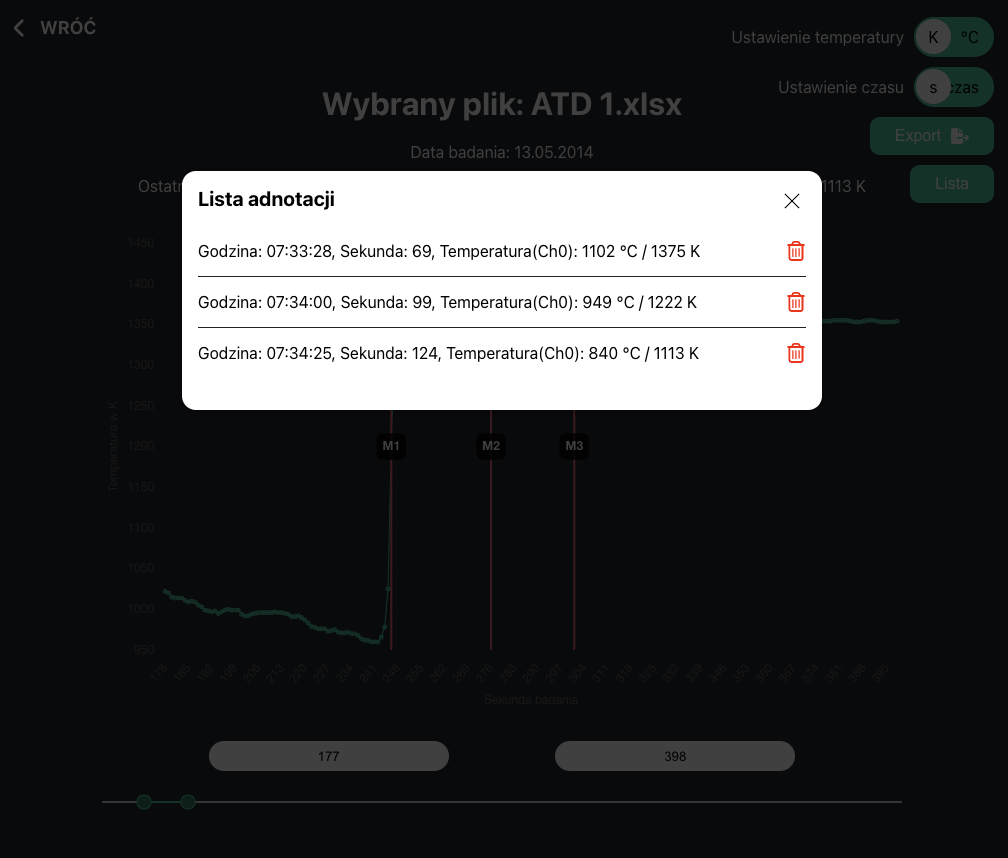 WRÓĆ
Ustawienie temperatury K °C
Ustawienie czasu s czas
Wybrany plik: ATD 1.xlsx
Export
Data badania: 13.05.2014
1113 K
Lista
Lista adnotacji
Godzina: 07:33:28, Sekunda: 69, Temperatura(Ch0): 1102 °C / 1375 K
Godzina: 07:34:00, Sekunda: 99, Temperatura(Ch0): 949 °C / 1222 K
Godzina: 07:34:25, Sekunda: 124, Temperatura(Ch0): 840 °C / 1113 K
1450
1400
1350
1300
1250
1200
1150
1100
1050
1000
950
Temperatura w K
M1 M2 M3
178 185 192 199 206 213 220 227 234 241 248 255 262 269 276 283 290 297 304 311 318 325 332 339 346 353 360 367 374 381 388 395
Sekunda badania
177 398